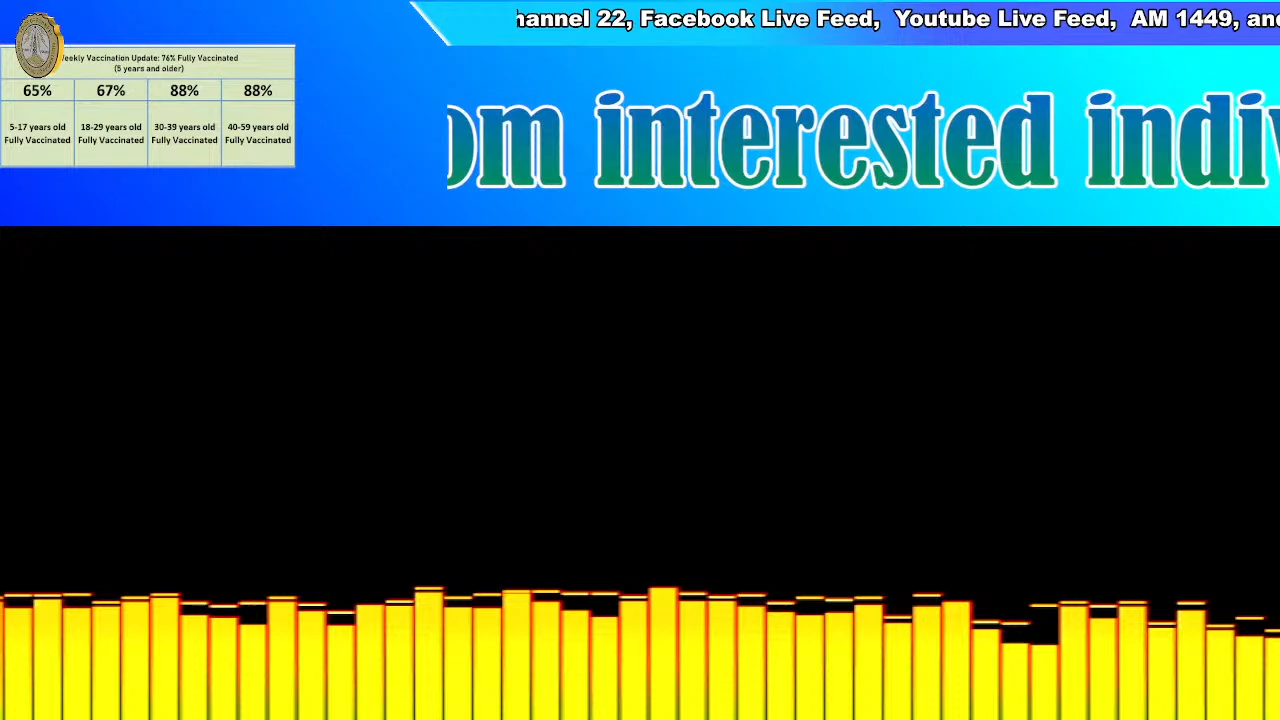 hannel 22, Facebook Live Feed, Youtube Live Feed, AM 1449, and
eekly Vaccination Update: 76% Fully Vaccinated
(5 years and older)
65% 67% 88% 88%
5-17 years old 18-29 years old 30-39 years old 40-59 years old
Fully Vaccinated Fully Vaccinated Fully Vaccinated Fully Vaccinated
om interested indiv